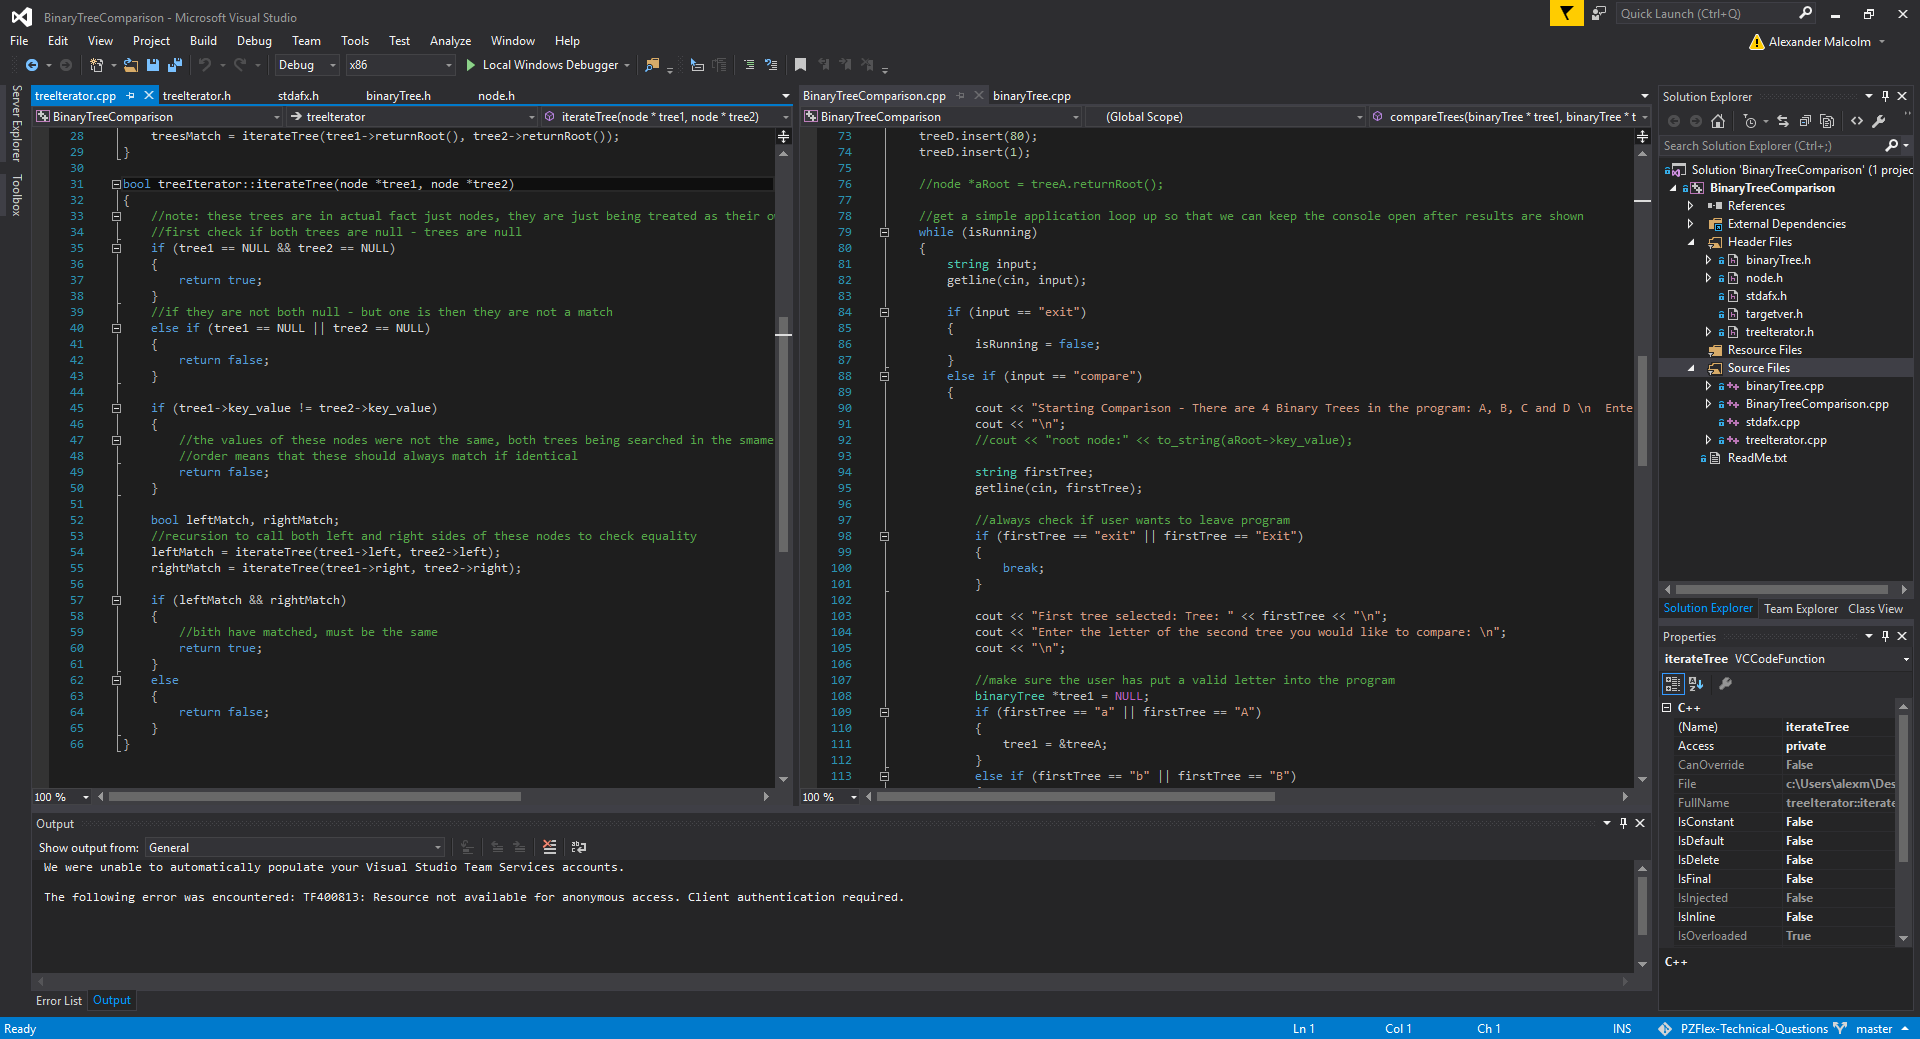 BinaryTreeComparison - Microsoft Visual Studio
Quick Launch (Ctrl+Q)
File Edit View Project Build Debug Team Tools Test Analyze Window Help
Alexander Malcolm
Debug x86 Local Windows Debugger
Server Explorer
Toolbox
treeIterator.cpp treeIterator.h stdafx.h binaryTree.h node.h
BinaryTreeComparison treeIterator iterateTree(node * tree1, node * tree2)
28 treesMatch = iterateTree(tree1->returnRoot(), tree2->returnRoot());
29 }
30
31 bool treeIterator::iterateTree(node *tree1, node *tree2)
32 {
33 //note: these trees are in actual fact just nodes, they are just being treated as their o
34 //first check if both trees are null - trees are null
35 if (tree1 == NULL && tree2 == NULL)
36 {
37 return true;
38 }
39 //if they are not both null - but one is then they are not a match
40 else if (tree1 == NULL || tree2 == NULL)
41 {
42 return false;
43 }
44
45 if (tree1->key_value != tree2->key_value)
46 {
47 //the values of these nodes were not the same, both trees being searched in the smame
48 //order means that these should always match if identical
49 return false;
50 }
51
52 bool leftMatch, rightMatch;
53 //recursion to call both left and right sides of these nodes to check equality
54 leftMatch = iterateTree(tree1->left, tree2->left);
55 rightMatch = iterateTree(tree1->right, tree2->right);
56
57 if (leftMatch && rightMatch)
58 {
59 //bith have matched, must be the same
60 return true;
61 }
62 else
63 {
64 return false;
65 }
66 }
100 %
BinaryTreeComparison.cpp binaryTree.cpp
BinaryTreeComparison (Global Scope) compareTrees(binaryTree * tree1, binaryTree * t
73 treeD.insert(80);
74 treeD.insert(1);
75
76 //node *aRoot = treeA.returnRoot();
77
78 //get a simple application loop up so that we can keep the console open after results are shown
79 while (isRunning)
80 {
81 string input;
82 getline(cin, input);
83
84 if (input == "exit")
85 {
86 isRunning = false;
87 }
88 else if (input == "compare")
89 {
90 cout << "Starting Comparison - There are 4 Binary Trees in the program: A, B, C and D \n Ente
91 cout << "\n";
92 //cout << "root node:" << to_string(aRoot->key_value);
93
94 string firstTree;
95 getline(cin, firstTree);
96
97 //always check if user wants to leave program
98 if (firstTree == "exit" || firstTree == "Exit")
99 {
100 break;
101 }
102
103 cout << "First tree selected: Tree: " << firstTree << "\n";
104 cout << "Enter the letter of the second tree you would like to compare: \n";
105 cout << "\n";
106
107 //make sure the user has put a valid letter into the program
108 binaryTree *tree1 = NULL;
109 if (firstTree == "a" || firstTree == "A")
110 {
111 tree1 = &treeA;
112 }
113 else if (firstTree == "b" || firstTree == "B")
100 %
Solution Explorer
Search Solution Explorer (Ctrl+;)
Solution 'BinaryTreeComparison' (1 projec
BinaryTreeComparison
References
External Dependencies
Header Files
binaryTree.h
node.h
stdafx.h
targetver.h
treeIterator.h
Resource Files
Source Files
binaryTree.cpp
BinaryTreeComparison.cpp
stdafx.cpp
treeIterator.cpp
ReadMe.txt
Solution Explorer Team Explorer Class View
Properties
iterateTree VCCodeFunction
C++
(Name) iterateTree
Access private
CanOverride False
File c:\Users\alexm\Des
FullName treeIterator::iterate
IsConstant False
IsDefault False
IsDelete False
IsFinal False
IsInjected False
IsInline False
IsOverloaded True
C++
Output
Show output from: General
We were unable to automatically populate your Visual Studio Team Services accounts.
The following error was encountered: TF400813: Resource not available for anonymous access. Client authentication required.
Error List Output
Ready Ln 1 Col 1 Ch 1 INS PZFlex-Technical-Questions master